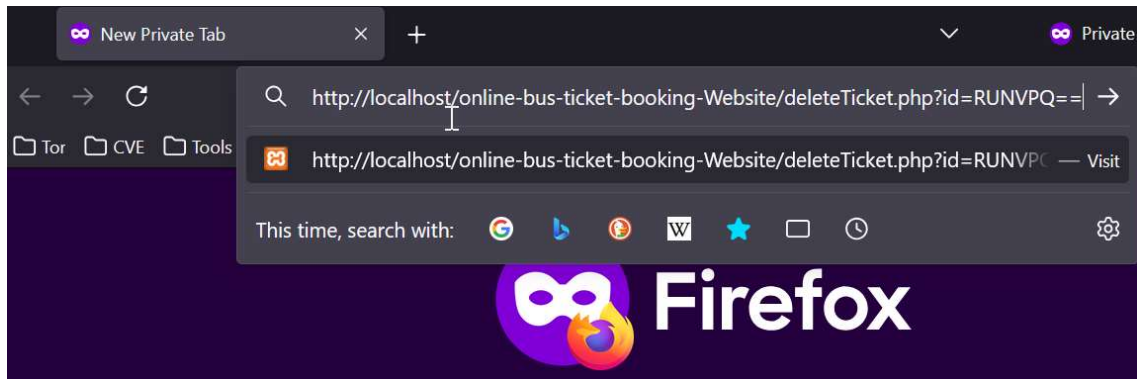 New Private Tab
Private
http://localhost/online-bus-ticket-booking-Website/deleteTicket.php?id=RUNVPQ==
Tor CVE Tools
http://localhost/online-bus-ticket-booking-Website/deleteTicket.php?id=RUNVPQ — Visit
This time, search with: W
Firefox